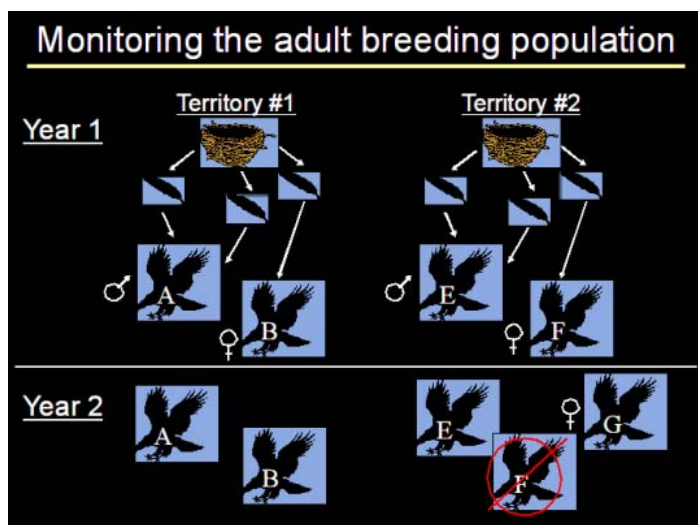 Monitoring the adult breeding population
Territory #1
Territory #2
Year 1
♂
A
♀
B
♂
E
♀
F
Year 2
A
B
E
F
♀
G